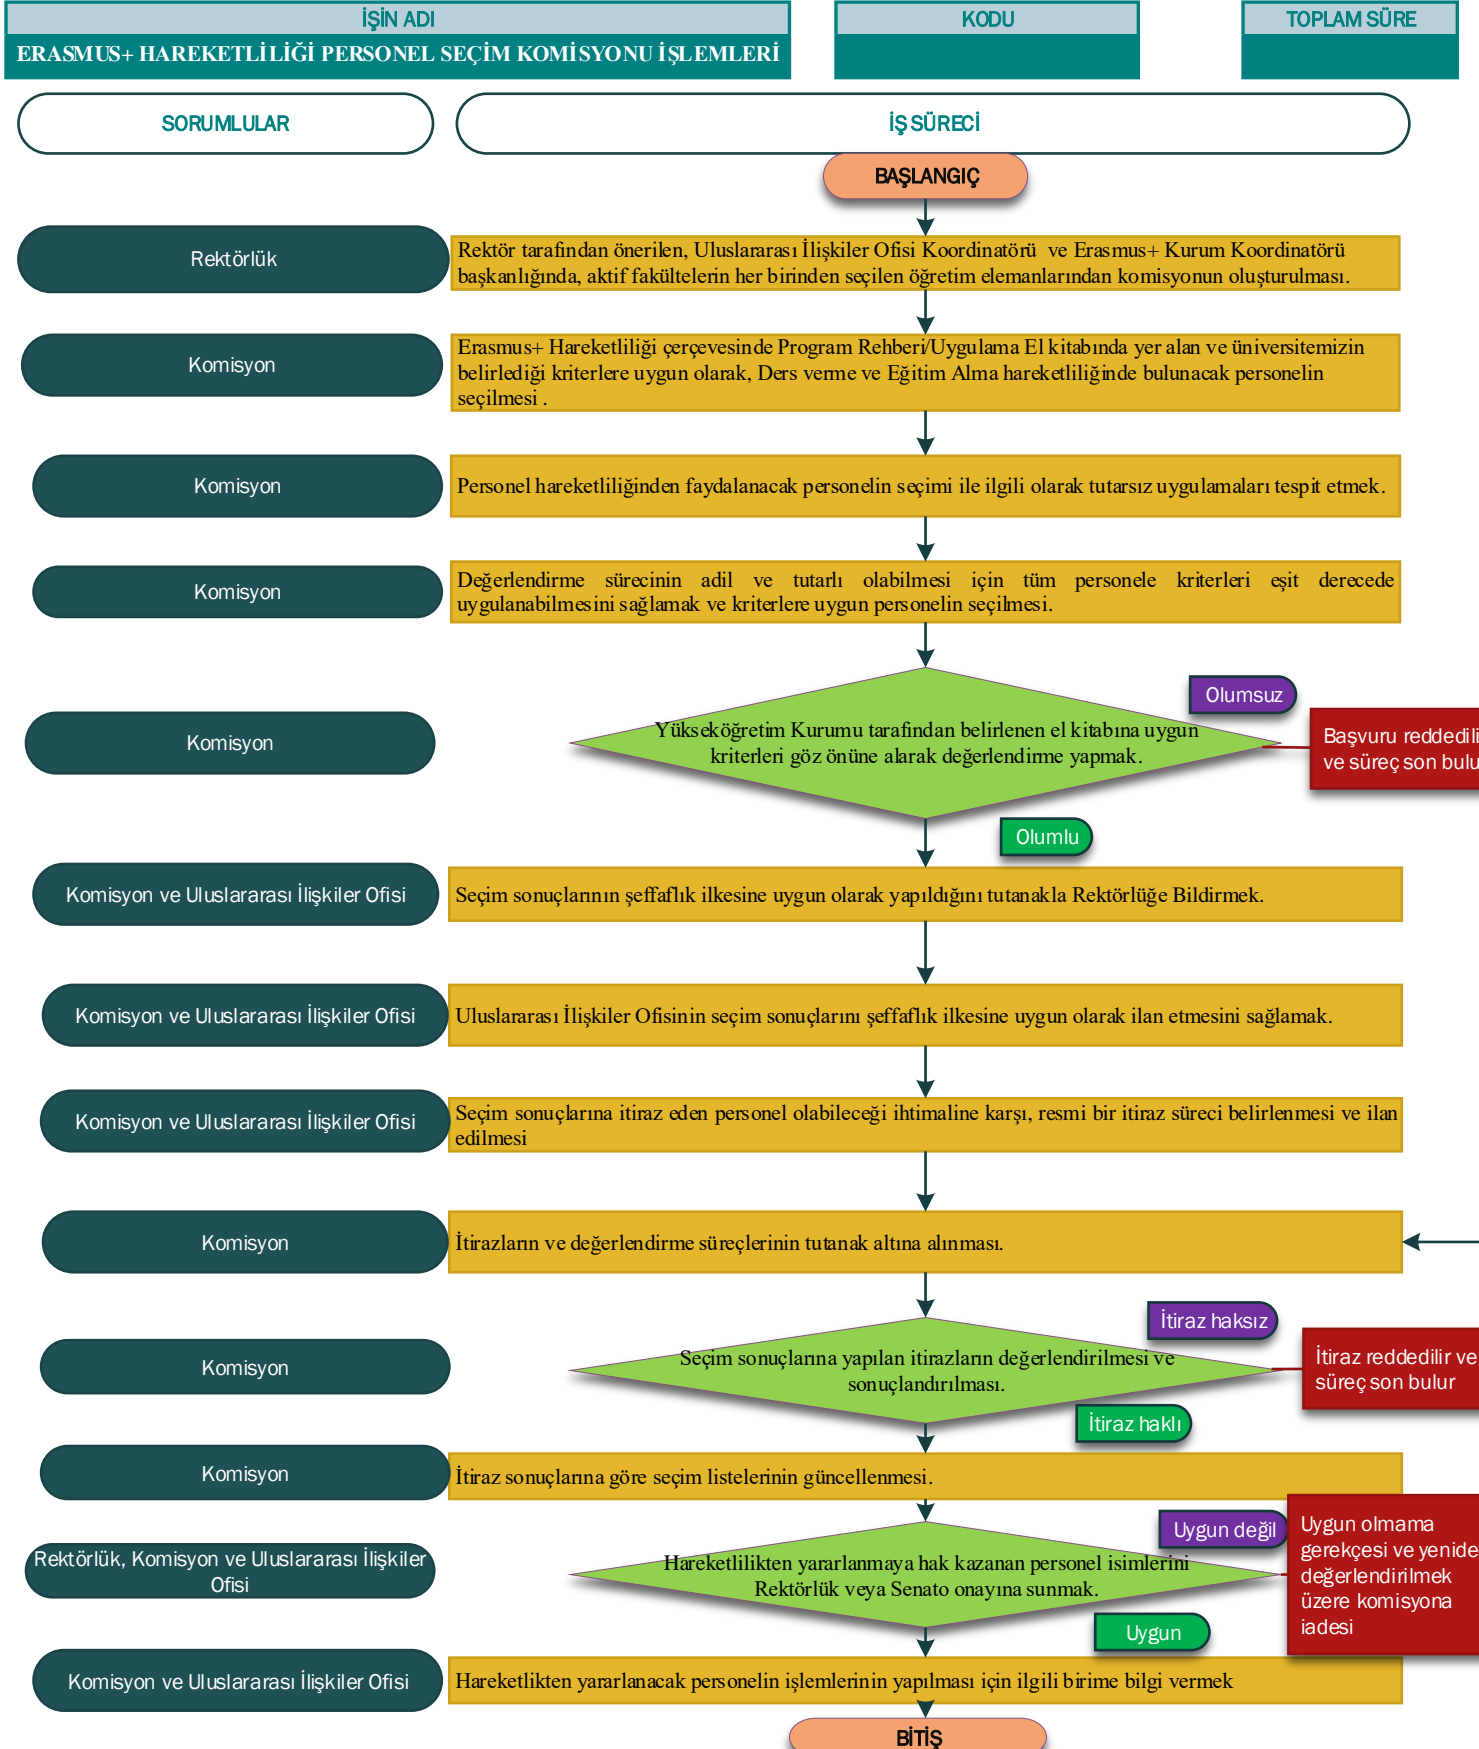 İŞİN ADI
KODU
TOPLAM SÜRE
ERASMUS+ HAREKETLİLİĞİ PERSONEL SEÇİM KOMİSYONU İŞLEMLERİ
SORUMLULAR
İŞ SÜRECİ
BAŞLANGIÇ
Rektörlük
Rektör tarafından önerilen, Uluslararası İlişkiler Ofisi Koordinatörü ve Erasmus+ Kurum Koordinatörü
başkanlığında, aktif fakültelerin her birinden seçilen öğretim elemanlarından komisyonun oluşturulması.
Komisyon
Erasmus+ Hareketliliği çerçevesinde Program Rehberi/Uygulama El kitabında yer alan ve üniversitemizin
belirlediği kriterlere uygun olarak, Ders verme ve Eğitim Alma hareketliliğinde bulunacak personelin
seçilmesi .
Komisyon
Personel hareketliliğinden faydalanacak personelin seçimi ile ilgili olarak tutarsız uygulamaları tespit etmek.
Komisyon
Değerlendirme sürecinin adil ve tutarlı olabilmesi için tüm personele kriterleri eşit derecede
uygulanabilmesini sağlamak ve kriterlere uygun personelin seçilmesi.
Komisyon
Yükseköğretim Kurumu tarafından belirlenen el kitabına uygun
kriterleri göz önüne alarak değerlendirme yapmak.
Olumsuz
Başvuru reddedili
ve süreç son bulu
Olumlu
Komisyon ve Uluslararası İlişkiler Ofisi
Seçim sonuçlarının şeffaflık ilkesine uygun olarak yapıldığını tutanakla Rektörlüğe Bildirmek.
Komisyon ve Uluslararası İlişkiler Ofisi
Uluslararası İlişkiler Ofisinin seçim sonuçlarını şeffaflık ilkesine uygun olarak ilan etmesini sağlamak.
Komisyon ve Uluslararası İlişkiler Ofisi
Seçim sonuçlarına itiraz eden personel olabileceği ihtimaline karşı, resmi bir itiraz süreci belirlenmesi ve ilan
edilmesi
Komisyon
İtirazların ve değerlendirme süreçlerinin tutanak altına alınması.
Komisyon
Seçim sonuçlarına yapılan itirazların değerlendirilmesi ve
sonuçlandırılması.
İtiraz haksız
İtiraz reddedilir ve
süreç son bulur
İtiraz haklı
Komisyon
İtiraz sonuçlarına göre seçim listelerinin güncellenmesi.
Rektörlük, Komisyon ve Uluslararası İlişkiler
Ofisi
Hareketlilikten yararlanmaya hak kazanan personel isimlerini
Rektörlük veya Senato onayına sunmak.
Uygun değil
Uygun olmama
gerekçesi ve yenide
değerlendirilmek
üzere komisyona
iadesi
Uygun
Komisyon ve Uluslararası İlişkiler Ofisi
Hareketlikten yararlanacak personelin işlemlerinin yapılması için ilgili birime bilgi vermek
BİTİŞ